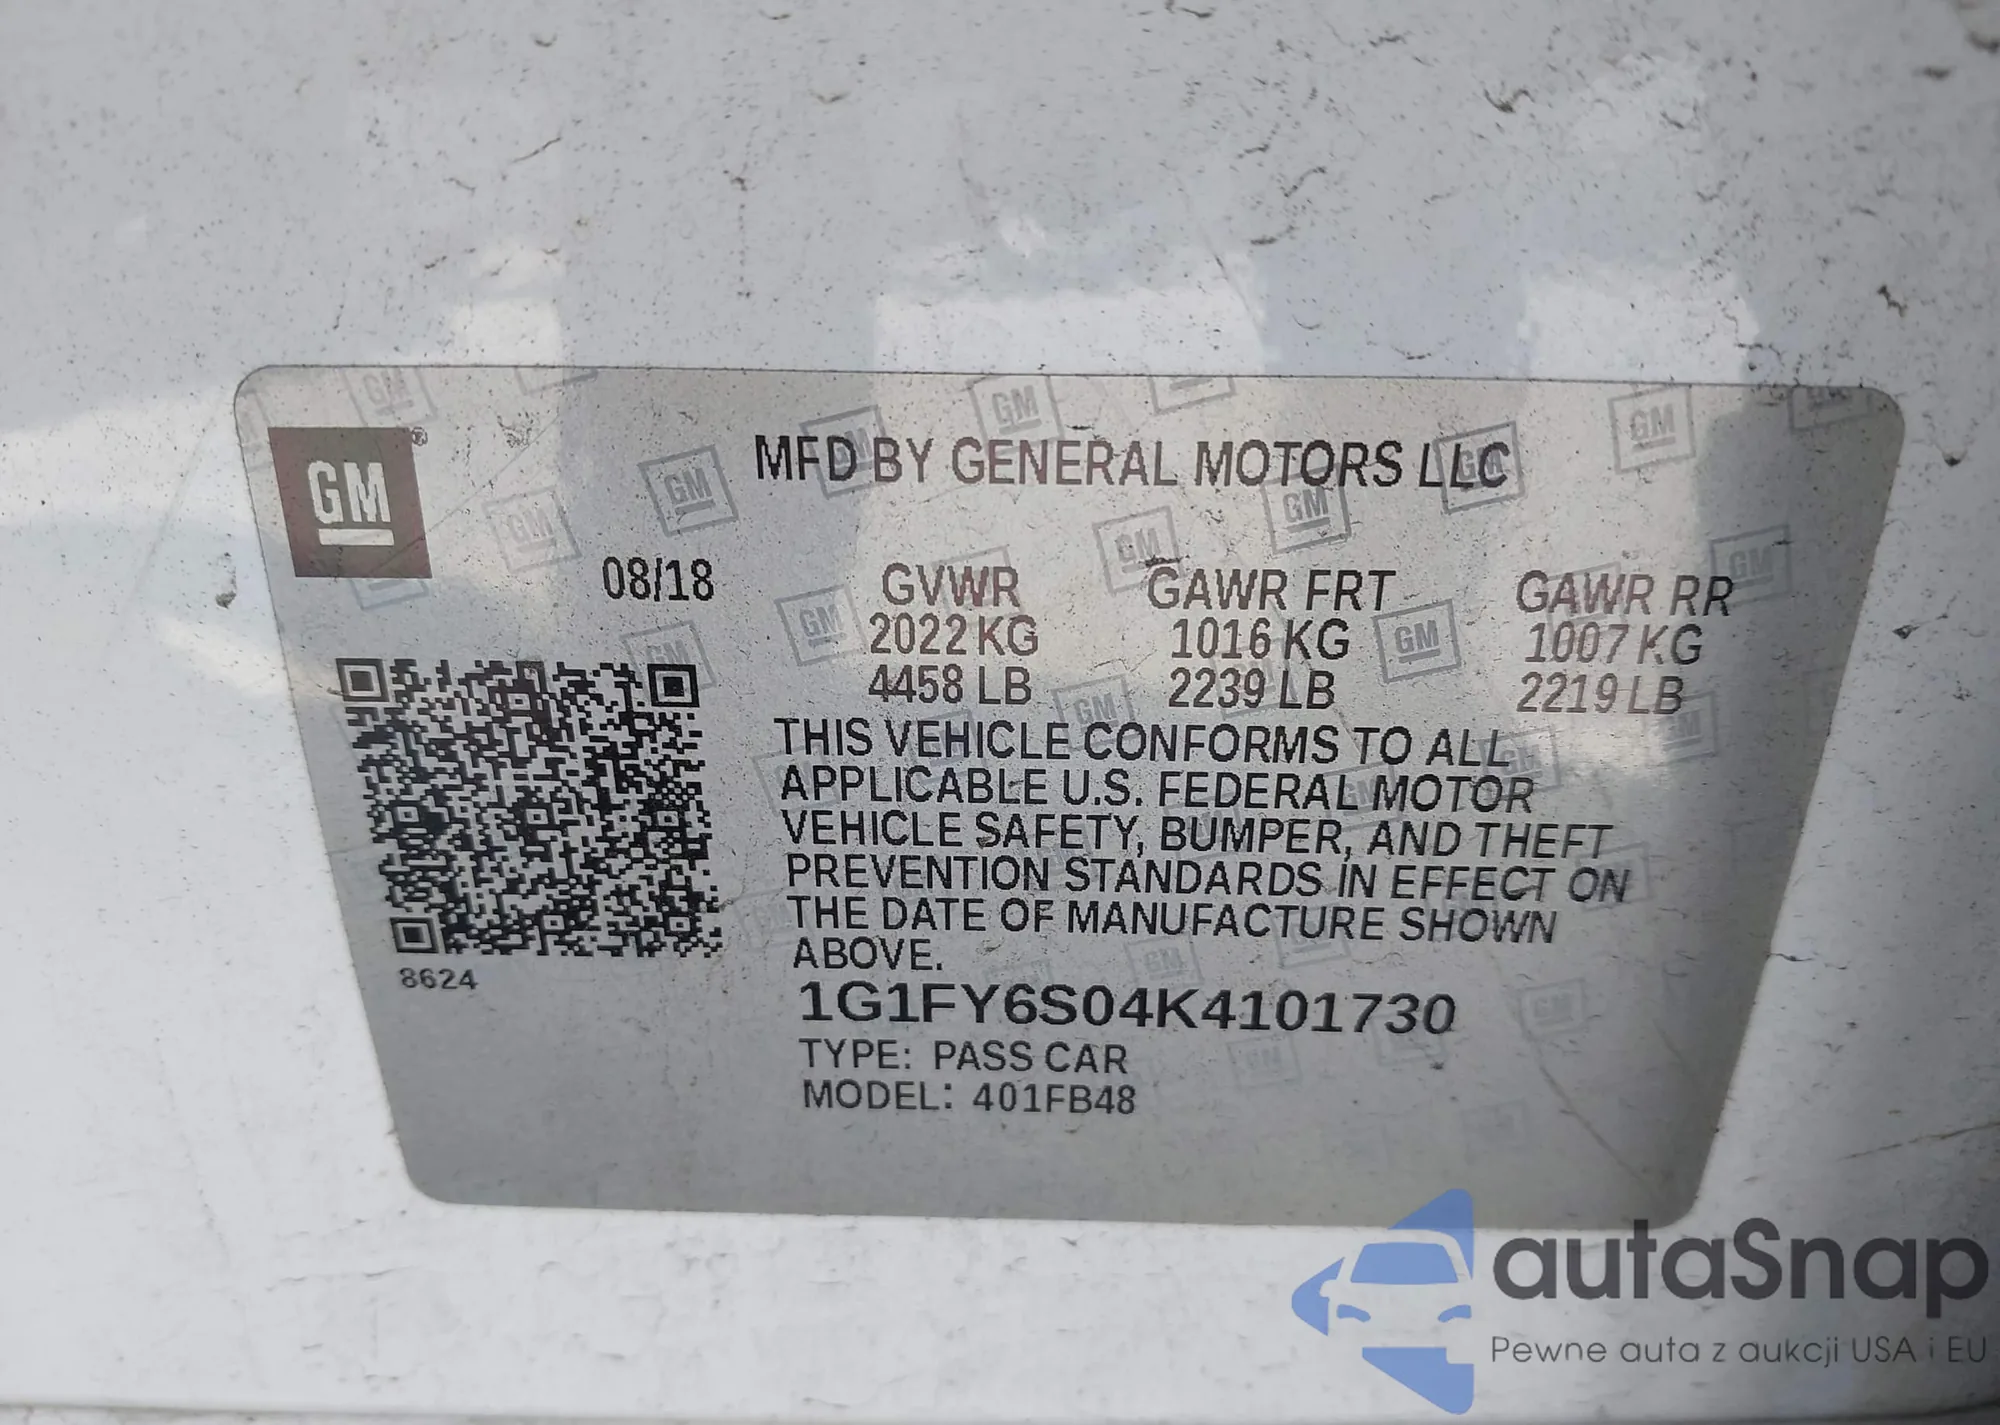 GM®
MFD BY GENERAL MOTORS LLC
08/18
GVWR GAWR FRT GAWR RR
2022 KG 1016 KG 1007 KG
4458 LB 2239 LB 2219 LB
THIS VEHICLE CONFORMS TO ALL
APPLICABLE U.S. FEDERAL MOTOR
VEHICLE SAFETY, BUMPER, AND THEFT
PREVENTION STANDARDS IN EFFECT ON
THE DATE OF MANUFACTURE SHOWN
ABOVE.
8624
1G1FY6S04K4101730
TYPE: PASS CAR
MODEL: 401FB48
autaSnap
Pewne auta z aukcji USA i EU